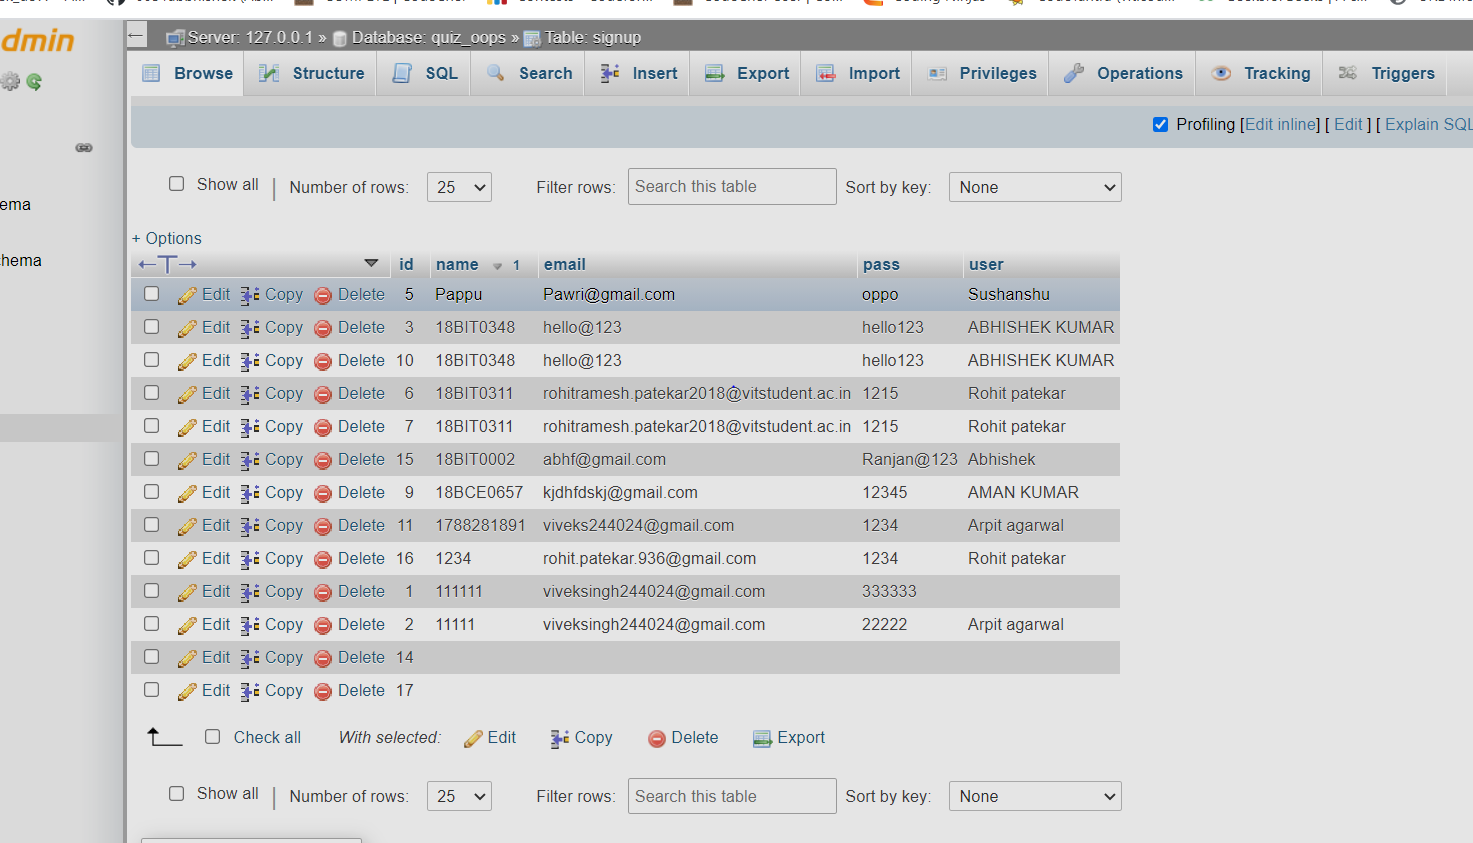 dmin
Server: 127.0.0.1 » Database: quiz_oops » Table: signup
Browse Structure SQL Search Insert Export Import Privileges Operations Tracking Triggers
Profiling [Edit inline] [ Edit ] [ Explain SQL
Show all Number of rows: 25 Filter rows: Search this table Sort by key: None
ema
hema
+ Options
id name 1 email pass user
Edit Copy Delete 5 Pappu Pawri@gmail.com oppo Sushanshu
Edit Copy Delete 3 18BIT0348 hello@123 hello123 ABHISHEK KUMAR
Edit Copy Delete 10 18BIT0348 hello@123 hello123 ABHISHEK KUMAR
Edit Copy Delete 6 18BIT0311 rohitramesh.patekar2018@vitstudent.ac.in 1215 Rohit patekar
Edit Copy Delete 7 18BIT0311 rohitramesh.patekar2018@vitstudent.ac.in 1215 Rohit patekar
Edit Copy Delete 15 18BIT0002 abhf@gmail.com Ranjan@123 Abhishek
Edit Copy Delete 9 18BCE0657 kjdhfdskj@gmail.com 12345 AMAN KUMAR
Edit Copy Delete 11 1788281891 viveks244024@gmail.com 1234 Arpit agarwal
Edit Copy Delete 16 1234 rohit.patekar.936@gmail.com 1234 Rohit patekar
Edit Copy Delete 1 111111 viveksingh244024@gmail.com 333333
Edit Copy Delete 2 11111 viveksingh244024@gmail.com 22222 Arpit agarwal
Edit Copy Delete 14
Edit Copy Delete 17
Check all With selected: Edit Copy Delete Export
Show all Number of rows: 25 Filter rows: Search this table Sort by key: None